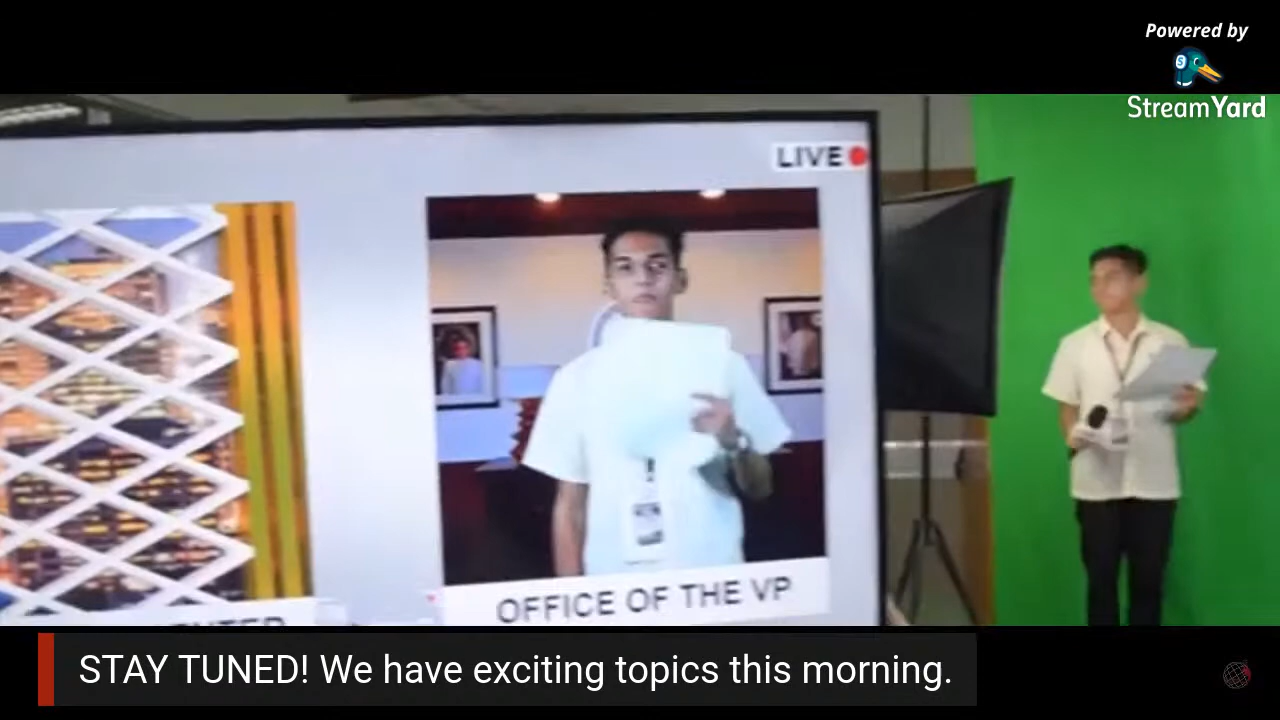 Powered by
StreamYard
LIVE
OFFICE OF THE VP
STAY TUNED! We have exciting topics this morning.